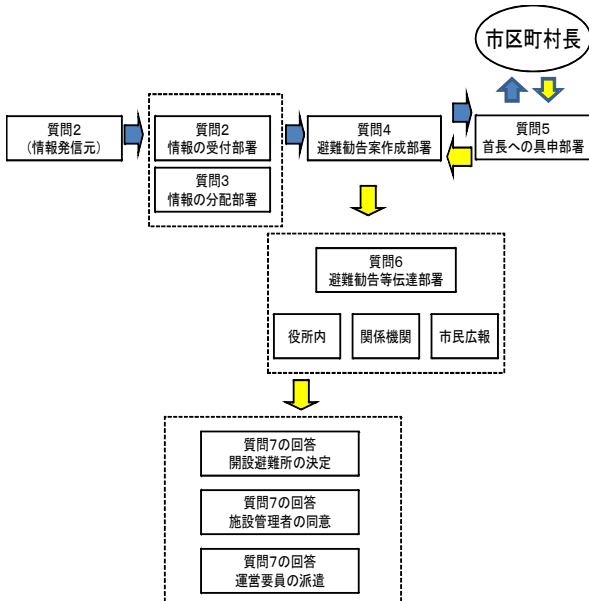 市区町村長
質問2
（情報発信元）
質問2
情報の受付部署
質問3
情報の分配部署
質問4
避難勧告案作成部署
質問5
首長への具申部署
質問6
避難勧告等伝達部署
役所内
関係機関
市民広報
質問7の回答
開設避難所の決定
質問7の回答
施設管理者の同意
質問7の回答
運営要員の派遣